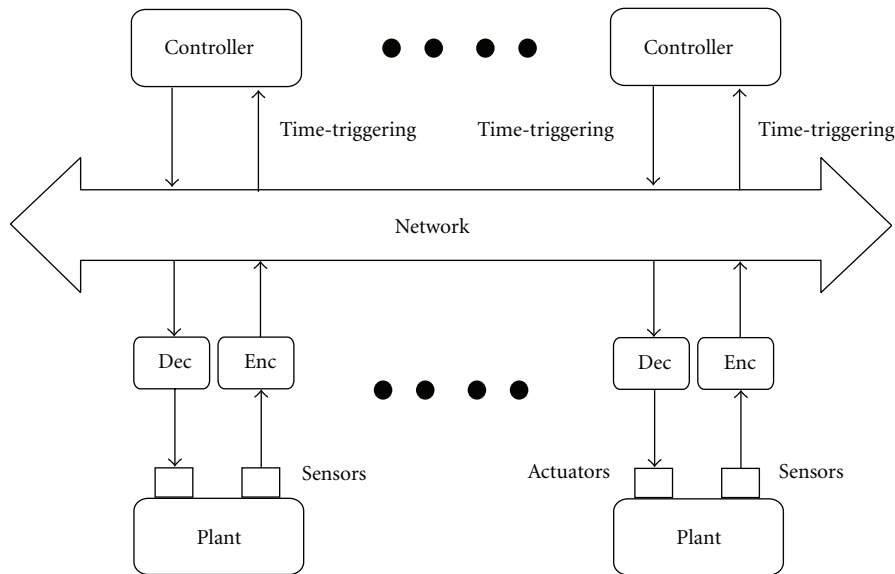 Controller
Controller
Time-triggering
Time-triggering
Time-triggering
Network
Dec
Enc
Dec
Enc
Sensors
Actuators
Sensors
Plant
Plant